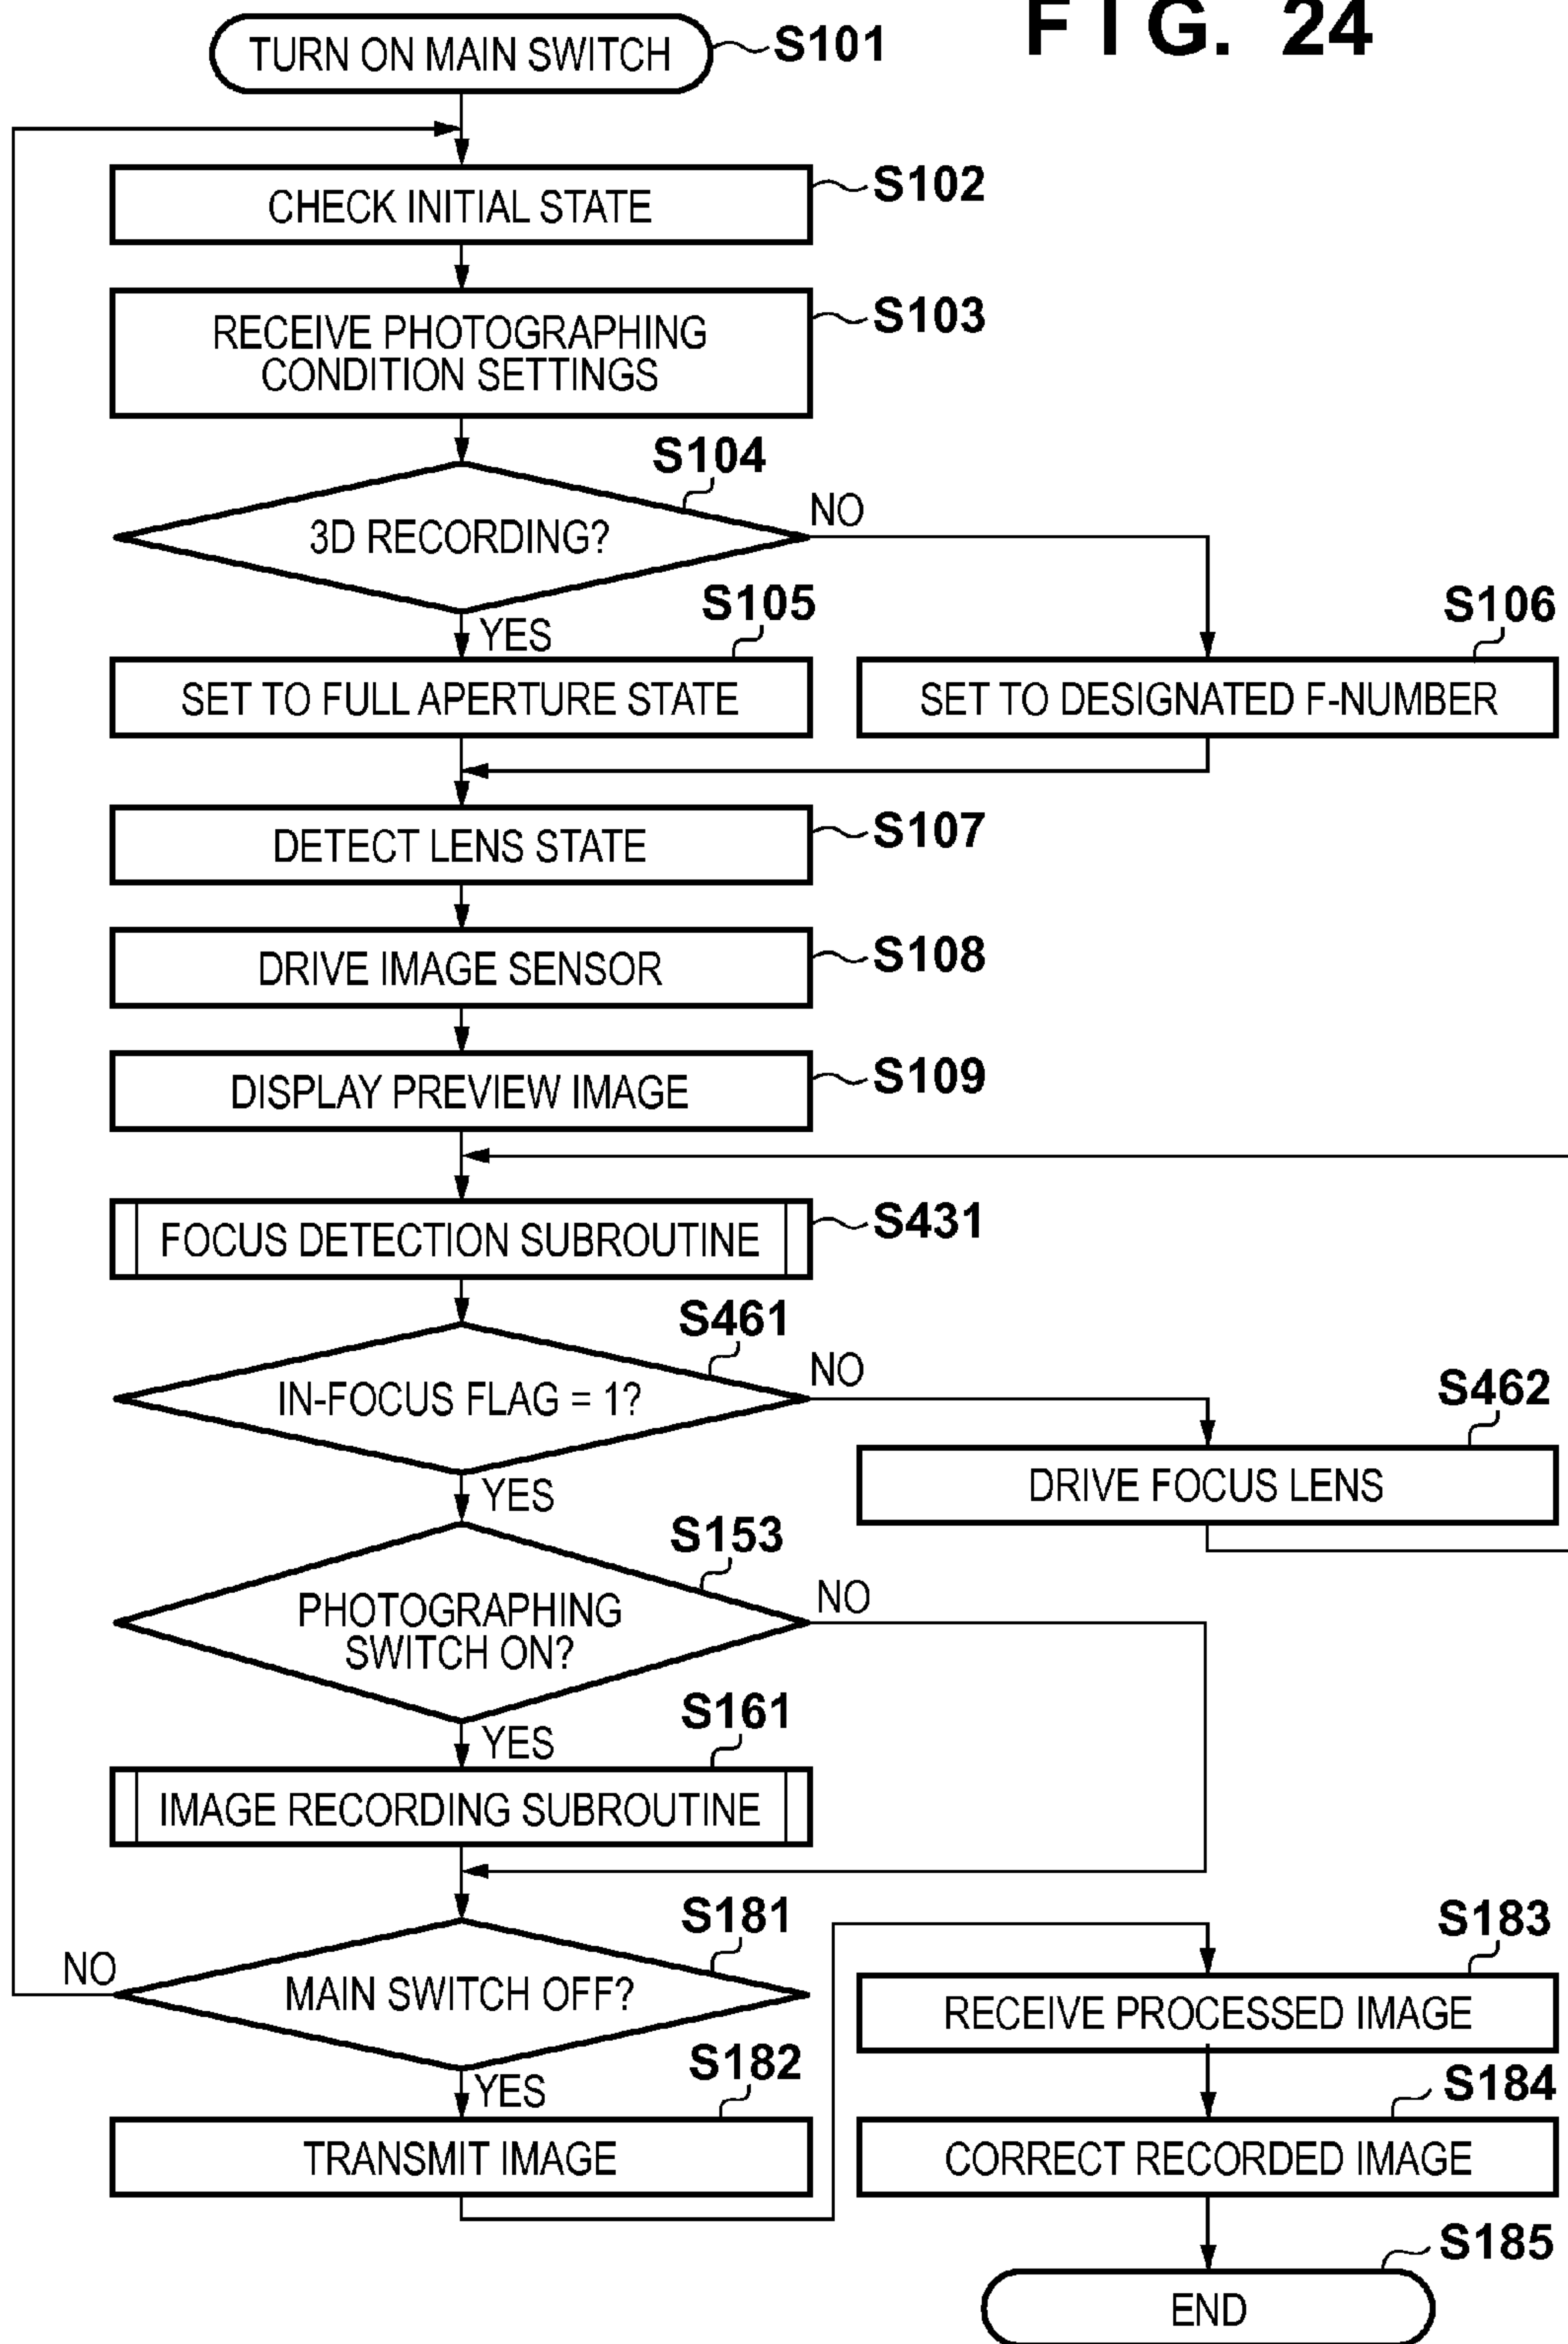 FIG. 24
TURN ON MAIN SWITCH
S101
CHECK INITIAL STATE
S102
RECEIVE PHOTOGRAPHING
CONDITION SETTINGS
S103
S104
3D RECORDING?
NO
YES
S105
SET TO FULL APERTURE STATE
S106
SET TO DESIGNATED F-NUMBER
DETECT LENS STATE
S107
DRIVE IMAGE SENSOR
S108
DISPLAY PREVIEW IMAGE
S109
FOCUS DETECTION SUBROUTINE
S431
S461
IN-FOCUS FLAG = 1?
NO
YES
S462
DRIVE FOCUS LENS
S153
PHOTOGRAPHING
SWITCH ON?
NO
YES
S161
IMAGE RECORDING SUBROUTINE
S181
MAIN SWITCH OFF?
NO
YES
S182
TRANSMIT IMAGE
S183
RECEIVE PROCESSED IMAGE
S184
CORRECT RECORDED IMAGE
S185
END